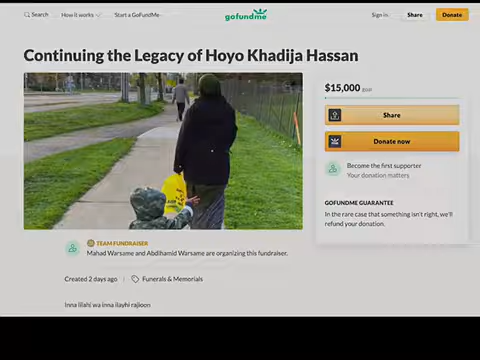 Search
How it works
Start a GoFundMe
gofundme
Sign in
Share
Donate
Continuing the Legacy of Hoyo Khadija Hassan
$15,000 goal
Share
Donate now
Become the first supporter
Your donation matters
GOFUNDME GUARANTEE
In the rare case that something isn't right, we'll
refund your donation.
TEAM FUNDRAISER
Mahad Warsame and Abdihamid Warsame are organizing this fundraiser.
Created 2 days ago
Funerals & Memorials
Inna lilahi wa inna ilayhi rajioon